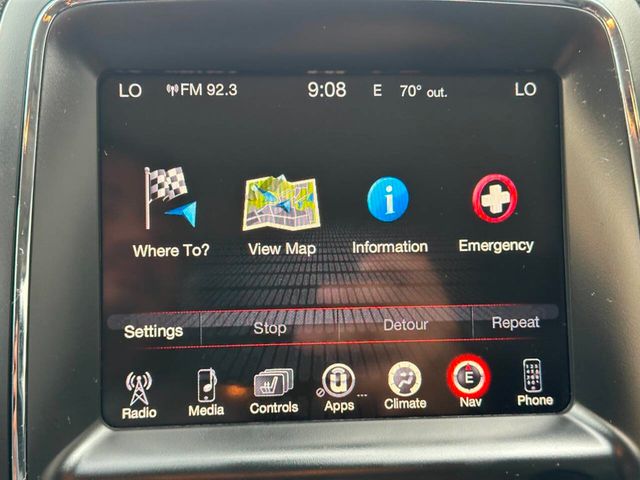 LO FM 92.3 9:08 E 70° out. LO
Where To? View Map Information Emergency
Settings Stop Detour Repeat
E
Radio Media Controls Apps Climate Nav Phone